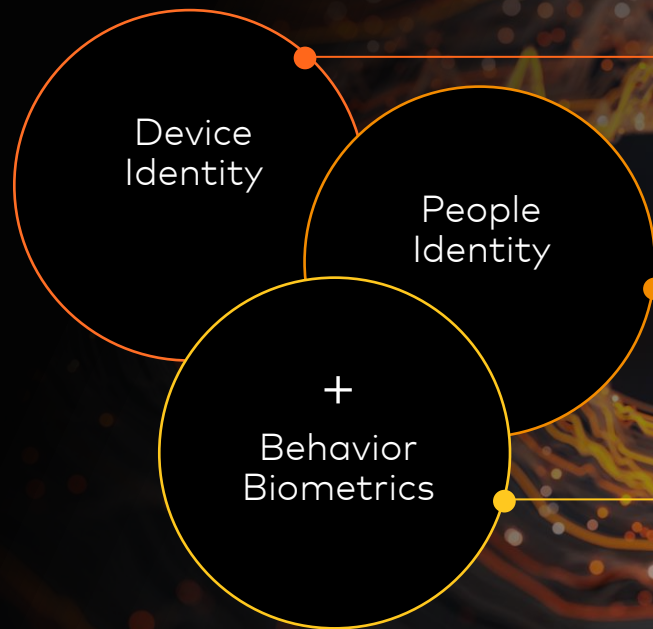 Device
Identity
People
Identity
+
Behavior
Biometrics